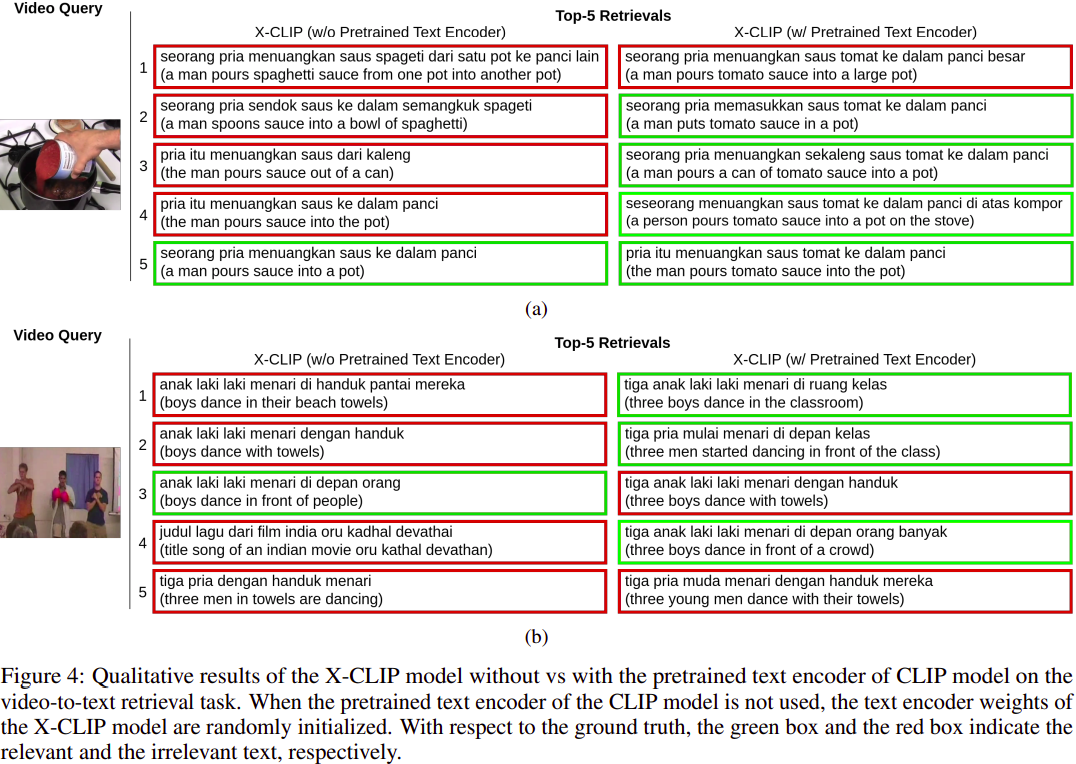 Video Query
Top-5 Retrievals
X-CLIP (w/o Pretrained Text Encoder)
X-CLIP (w/ Pretrained Text Encoder)
1
seorang pria menuangkan saus spageti dari satu pot ke panci lain
(a man pours spaghetti sauce from one pot into another pot)
seorang pria menuangkan saus tomat ke dalam panci besar
(a man pours tomato sauce into a large pot)
2
seorang pria sendok saus ke dalam semangkuk spageti
(a man spoons sauce into a bowl of spaghetti)
seorang pria memasukkan saus tomat ke dalam panci
(a man puts tomato sauce in a pot)
3
pria itu menuangkan saus dari kaleng
(the man pours sauce out of a can)
seorang pria menuangkan sekaleng saus tomat ke dalam panci
(a man pours a can of tomato sauce into a pot)
4
pria itu menuangkan saus ke dalam panci
(the man pours sauce into the pot)
seseorang menuangkan saus tomat ke dalam panci di atas kompor
(a person pours tomato sauce into a pot on the stove)
5
seorang pria menuangkan saus ke dalam panci
(a man pours sauce into a pot)
pria itu menuangkan saus tomat ke dalam panci
(the man pours tomato sauce into the pot)
(a)
Video Query
Top-5 Retrievals
X-CLIP (w/o Pretrained Text Encoder)
X-CLIP (w/ Pretrained Text Encoder)
1
anak laki laki menari di handuk pantai mereka
(boys dance in their beach towels)
tiga anak laki laki menari di ruang kelas
(three boys dance in the classroom)
2
anak laki laki menari dengan handuk
(boys dance with towels)
tiga pria mulai menari di depan kelas
(three men started dancing in front of the class)
3
anak laki laki menari di depan orang
(boys dance in front of people)
tiga anak laki laki menari dengan handuk
(three boys dance with towels)
4
judul lagu dari film india oru kadhal devathai
(title song of an indian movie oru kathal devathan)
tiga anak laki laki menari di depan orang banyak
(three boys dance in front of a crowd)
5
tiga pria dengan handuk menari
(three men in towels are dancing)
tiga pria muda menari dengan handuk mereka
(three young men dance with their towels)
(b)
Figure 4: Qualitative results of the X-CLIP model without vs with the pretrained text encoder of CLIP model on the
video-to-text retrieval task. When the pretrained text encoder of the CLIP model is not used, the text encoder weights of
the X-CLIP model are randomly initialized. With respect to the ground truth, the green box and the red box indicate the
relevant and the irrelevant text, respectively.